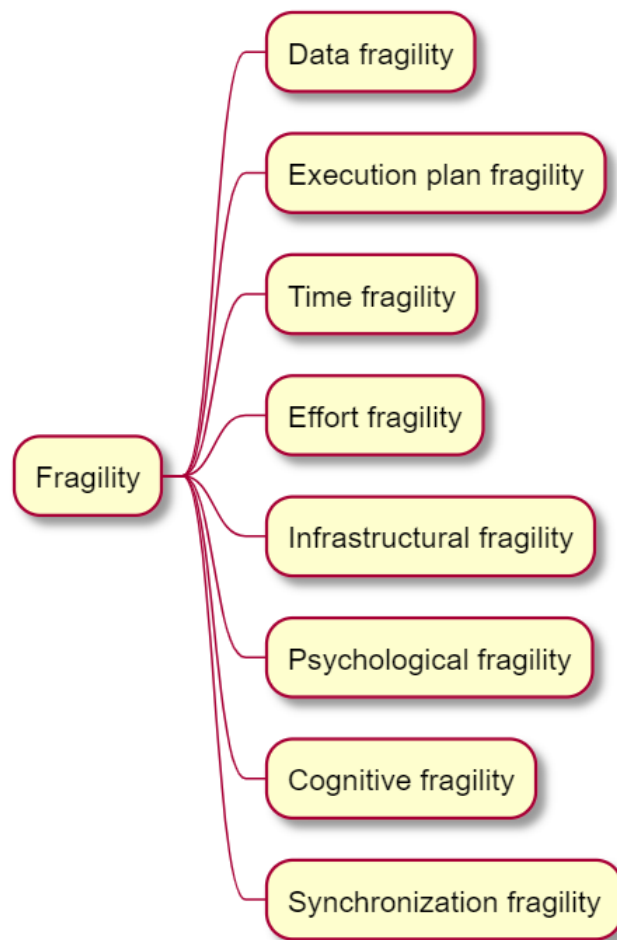 Data fragility
Execution plan fragility
Time fragility
Effort fragility
Fragility
Infrastructural fragility
Psychological fragility
Cognitive fragility
Synchronization fragility